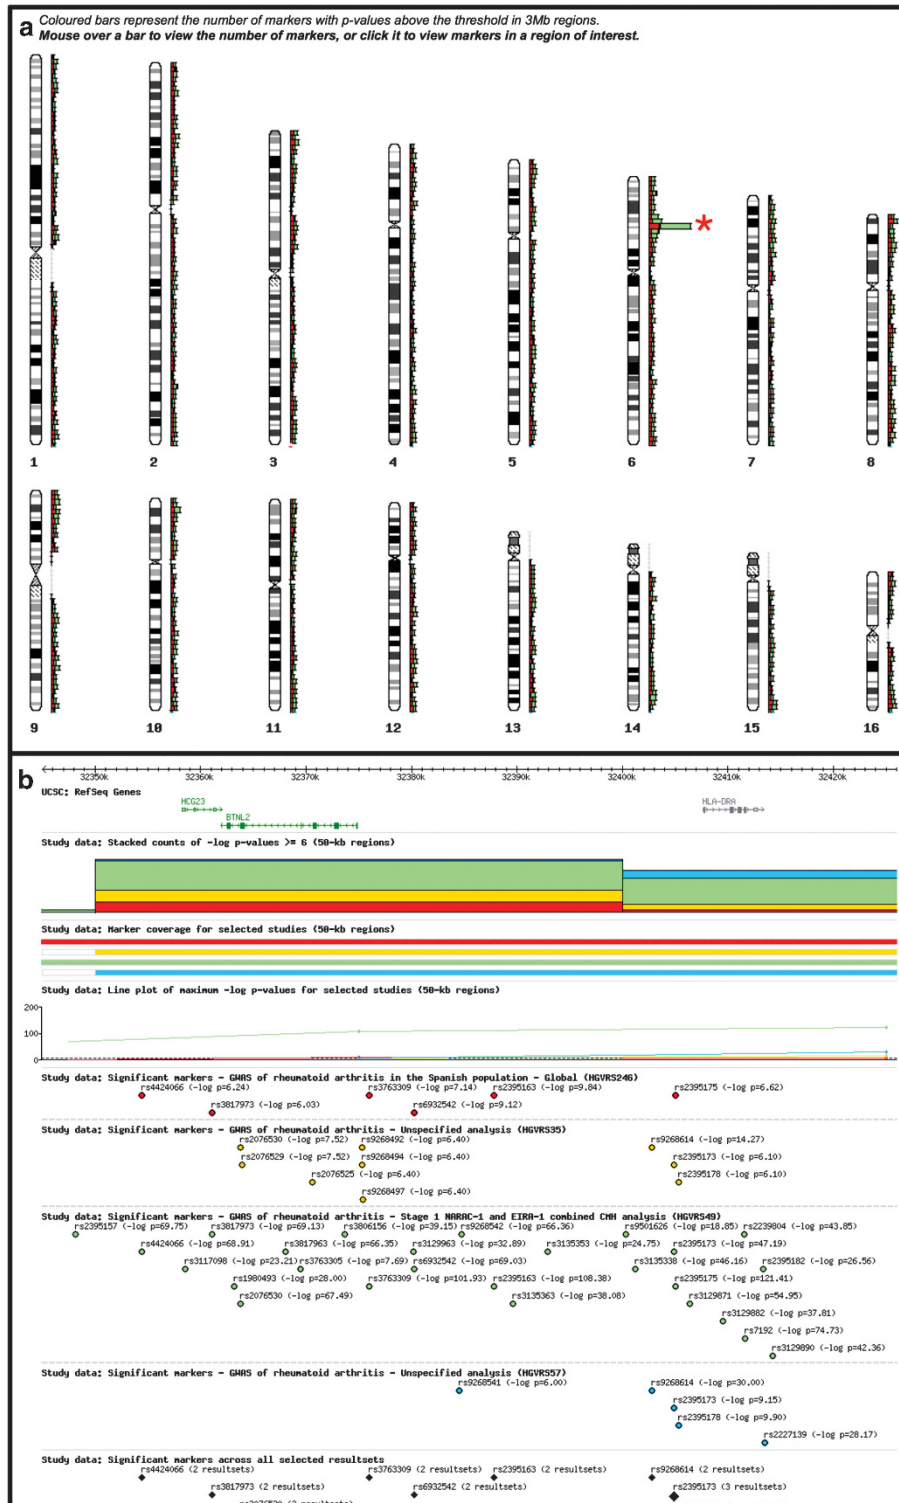 a Coloured bars represent the number of markers with p-values above the threshold in 3Mb regions.
Mouse over a bar to view the number of markers, or click it to view markers in a region of interest.
*
1 2 3 4 5 6 7 8
9 10 11 12 13 14 15 16
b
32350k 32360k 32370k 32380k 32390k 32400k 32410k 32420k
UCSC: RefSeq Genes
HCG23 HLA-DRA
BTNL2
Study data: Stacked counts of -log p-values >= 6 (50-kb regions)
Study data: Marker coverage for selected studies (50-kb regions)
Study data: Line plot of maximum -log p-values for selected studies (50-kb regions)
200
100
0
Study data: Significant markers - GWAS of rheumatoid arthritis in the Spanish population - Global (HGVRS246)
rs4424066 (-log p=6.24) rs3763309 (-log p=7.14) rs2395163 (-log p=9.84) rs2395175 (-log p=6.62)
rs3817973 (-log p=6.03) rs6932542 (-log p=9.12)
Study data: Significant markers - GWAS of rheumatoid arthritis - Unspecified analysis (HGVRS35)
rs2076530 (-log p=7.52) rs9268492 (-log p=6.40) rs9268614 (-log p=14.27)
rs2076529 (-log p=7.52) rs9268494 (-log p=6.40) rs2395173 (-log p=6.10)
rs2076525 (-log p=6.40) rs2395178 (-log p=6.10)
rs9268497 (-log p=6.40)
Study data: Significant markers - GWAS of rheumatoid arthritis - Stage 1 NARAC-1 and EIRA-1 combined CMH analysis (HGVRS49)
rs2395157 (-log p=69.75) rs3817973 (-log p=69.13) rs3806156 (-log p=39.15) rs9268542 (-log p=66.36) rs9501626 (-log p=18.85) rs2239804 (-log p=43.85)
rs4424066 (-log p=68.91) rs3817963 (-log p=66.35) rs3129963 (-log p=32.89) rs3135353 (-log p=24.75) rs2395173 (-log p=47.19)
rs3117098 (-log p=23.21) rs3763305 (-log p=7.69) rs6932542 (-log p=69.03) rs3135338 (-log p=46.16) rs2395182 (-log p=26.56)
rs1980493 (-log p=28.00) rs3763309 (-log p=101.93) rs2395163 (-log p=108.38) rs2395175 (-log p=121.41)
rs2076530 (-log p=67.49) rs3135363 (-log p=38.08) rs3129871 (-log p=54.95)
rs3129882 (-log p=37.81)
rs7192 (-log p=74.73)
rs3129890 (-log p=42.36)
Study data: Significant markers - GWAS of rheumatoid arthritis - Unspecified analysis (HGVRS57)
rs9268541 (-log p=6.00) rs9268614 (-log p=30.00)
rs2395173 (-log p=9.15)
rs2395178 (-log p=9.90)
rs2227139 (-log p=28.17)
Study data: Significant markers across all selected resultsets
rs4424066 (2 resultsets) rs3763309 (2 resultsets) rs2395163 (2 resultsets) rs9268614 (2 resultsets)
rs3817973 (2 resultsets) rs6932542 (2 resultsets) rs2395173 (3 resultsets)